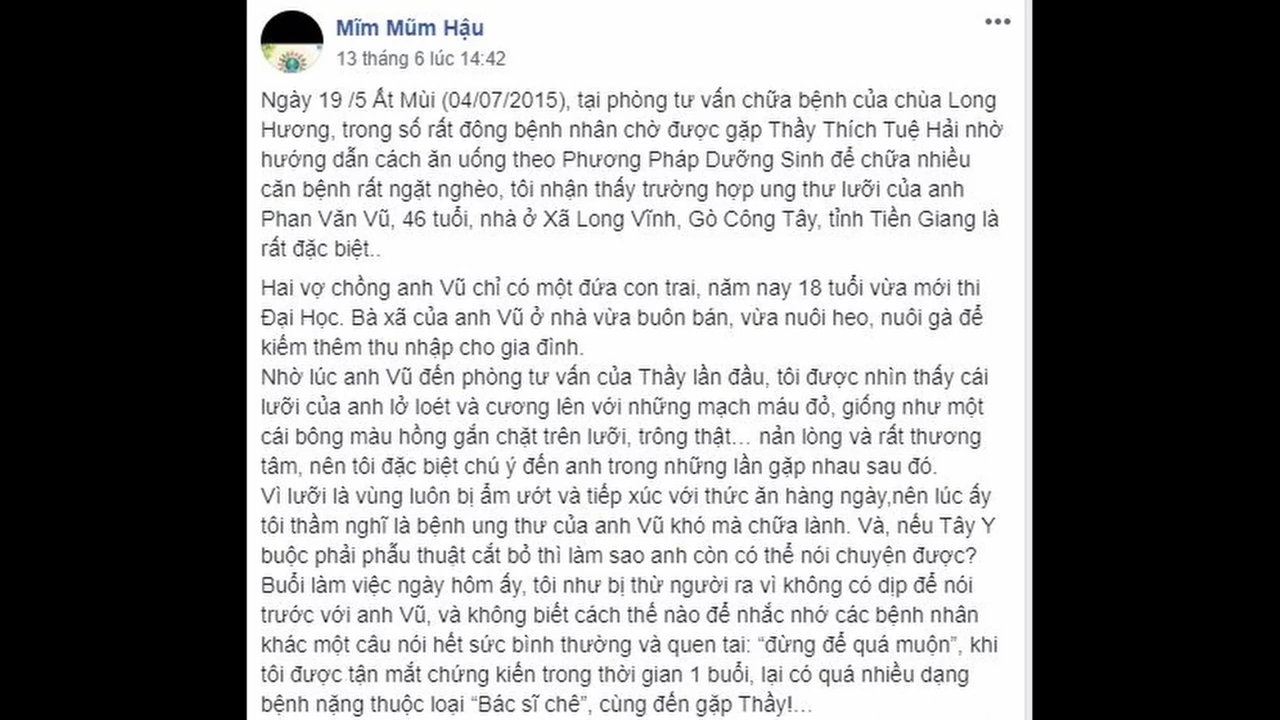 Mĩm Mũm Hậu
13 tháng 6 lúc 14:42
Ngày 19 /5 Ất Mùi (04/07/2015), tại phòng tư vấn chữa bệnh của chùa Long
Hương, trong số rất đông bệnh nhân chờ được gặp Thầy Thích Tuệ Hải nhờ
hướng dẫn cách ăn uống theo Phương Pháp Dưỡng Sinh để chữa nhiều
căn bệnh rất ngặt nghèo, tôi nhận thấy trường hợp ung thư lưỡi của anh
Phan Văn Vũ, 46 tuổi, nhà ở Xã Long Vĩnh, Gò Công Tây, tỉnh Tiền Giang là
rất đặc biệt..
Hai vợ chồng anh Vũ chỉ có một đứa con trai, năm nay 18 tuổi vừa mới thi
Đại Học. Bà xã của anh Vũ ở nhà vừa buôn bán, vừa nuôi heo, nuôi gà để
kiếm thêm thu nhập cho gia đình.
Nhờ lúc anh Vũ đến phòng tư vấn của Thầy lần đầu, tôi được nhìn thấy cái
lưỡi của anh lở loét và cương lên với những mạch máu đỏ, giống như một
cái bông màu hồng gắn chặt trên lưỡi, trông thật… nản lòng và rất thương
tâm, nên tôi đặc biệt chú ý đến anh trong những lần gặp nhau sau đó.
Vì lưỡi là vùng luôn bị ẩm ướt và tiếp xúc với thức ăn hàng ngày,nên lúc ấy
tôi thầm nghĩ là bệnh ung thư của anh Vũ khó mà chữa lành. Và, nếu Tây Y
buộc phải phẫu thuật cắt bỏ thì làm sao anh còn có thể nói chuyện được?
Buổi làm việc ngày hôm ấy, tôi như bị thừ người ra vì không có dịp để nói
trước với anh Vũ, và không biết cách thế nào để nhắc nhớ các bệnh nhân
khác một câu nói hết sức bình thường và quen tai: “đừng để quá muộn”, khi
tôi được tận mắt chứng kiến trong thời gian 1 buổi, lại có quá nhiều dạng
bệnh nặng thuộc loại “Bác sĩ chê”, cùng đến gặp Thầy!…